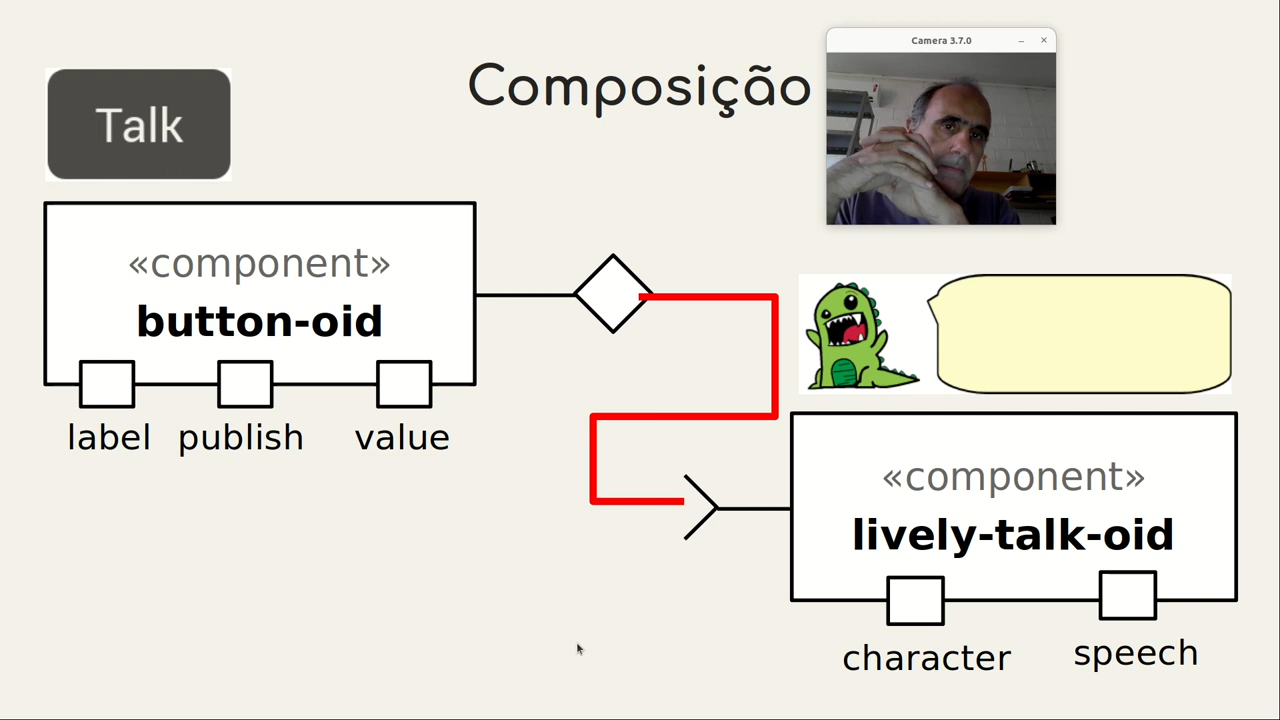 Camera 3.7.0
Composição
Talk
«component»
button-oid
label publish value
«component»
lively-talk-oid
character speech